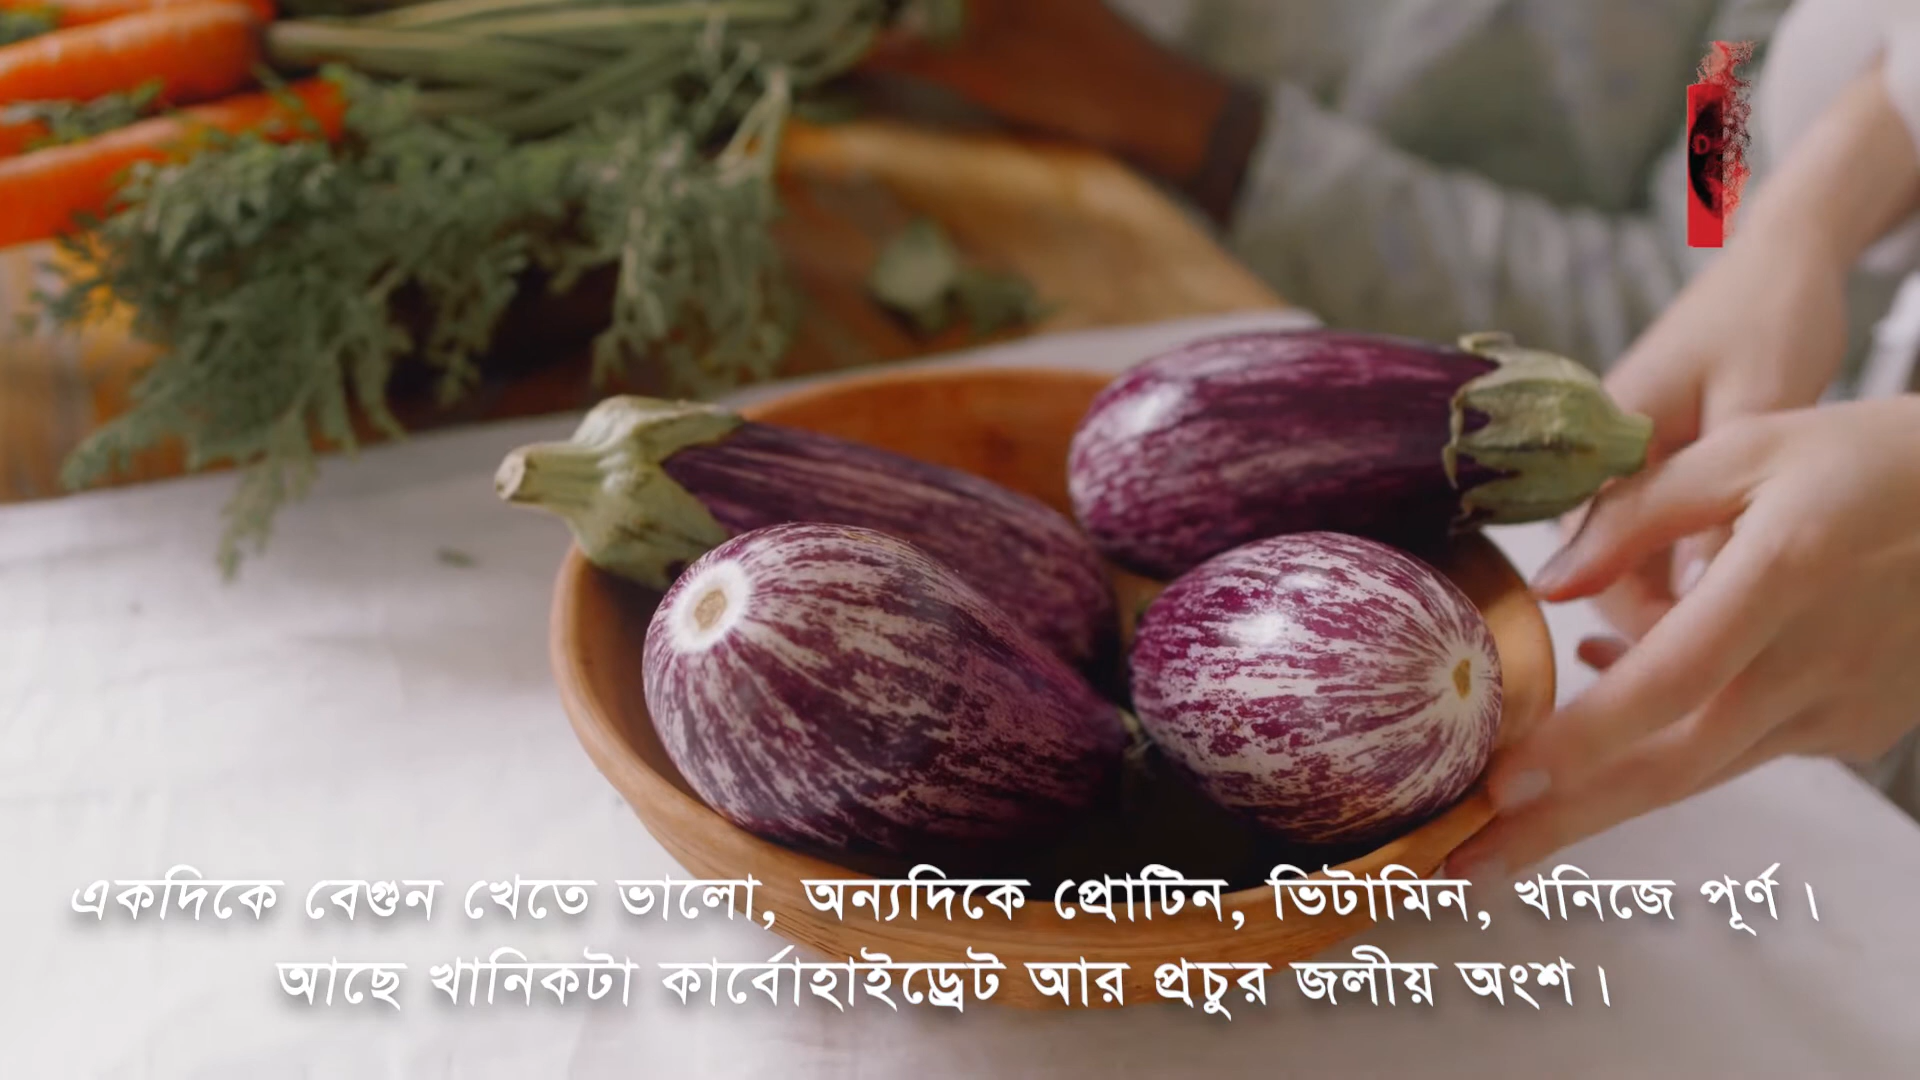 একদিকে বেগুন খেতে ভালো, অন্যদিকে প্রোটিন, ভিটামিন, খনিজে পূর্ণ।
আছে খানিকটা কার্বোহাইড্রেট আর প্রচুর জলীয় অংশ।